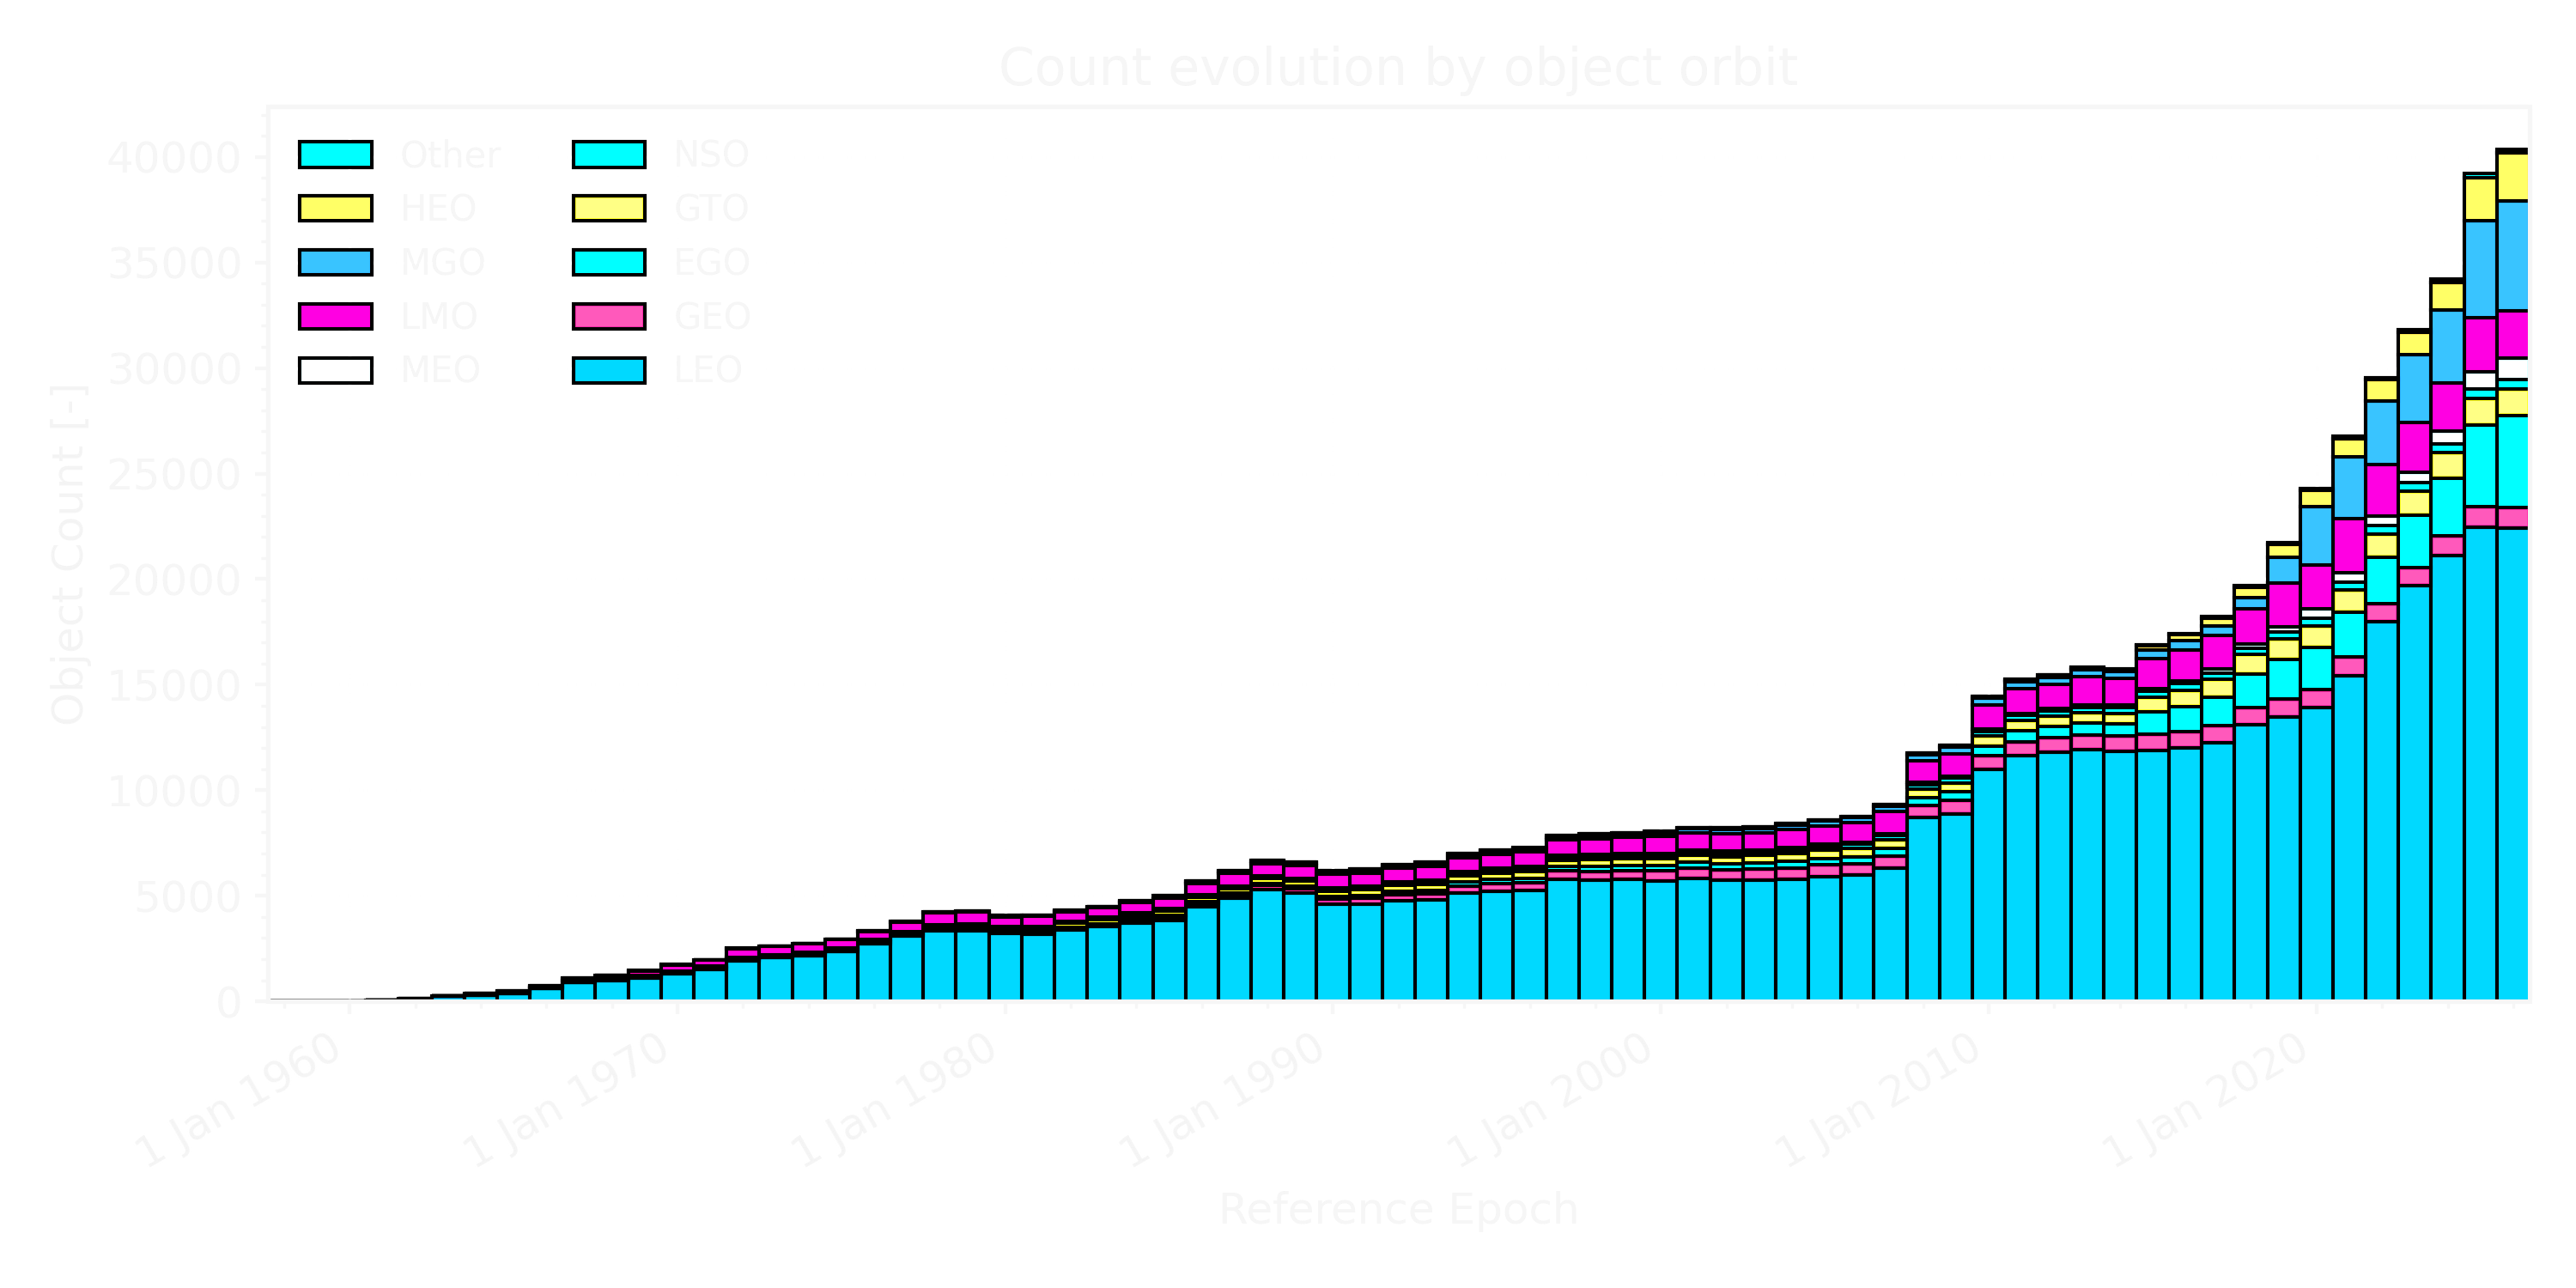 Count evolution by object orbit
Other
HEO
MGO
LMO
MEO
NSO
GTO
EGO
GEO
LEO
Object Count [-]
40000
35000
30000
25000
20000
15000
10000
5000
0
1 Jan 1960
1 Jan 1970
1 Jan 1980
1 Jan 1990
1 Jan 2000
1 Jan 2010
1 Jan 2020
Reference Epoch